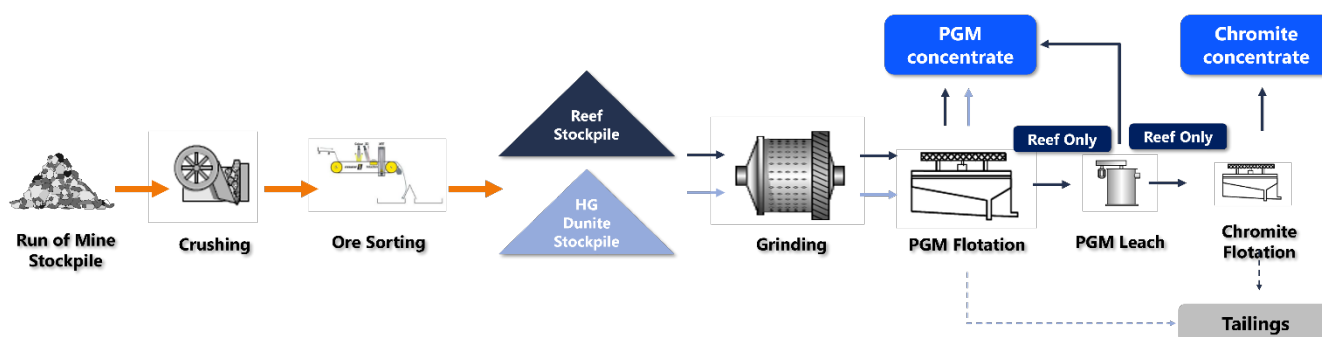 PGM
concentrate
Chromite
concentrate
Reef
Stockpile
Reef Only
Reef Only
HG
Dunite
Stockpile
Run of Mine
Stockpile
Crushing
Ore Sorting
Grinding
PGM Flotation
PGM Leach
Chromite
Flotation
Tailings